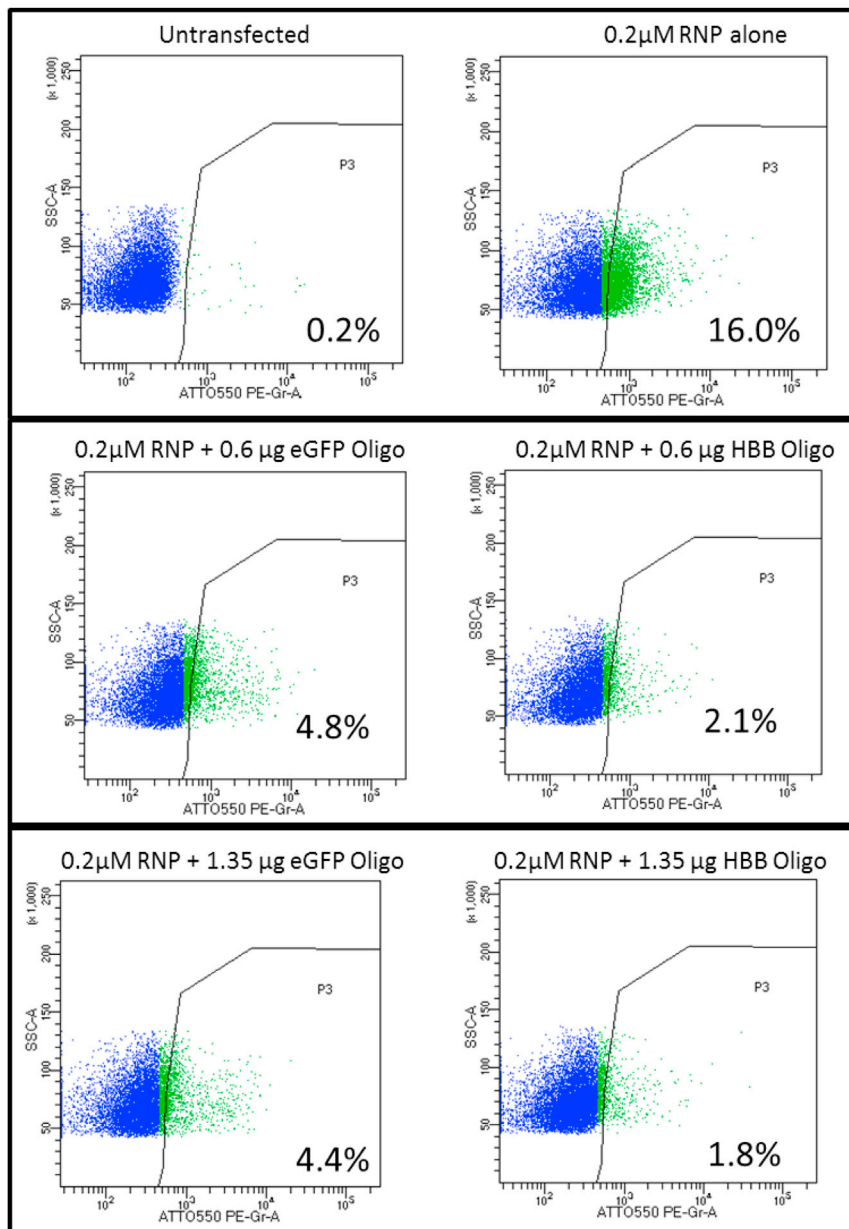 Untransfected
(x 1,000)
250
200
150
100
50
SSC-A
P3
0.2%
10² 10³ 10⁴ 10⁵
ATTO550 PE-Gr-A
0.2µM RNP alone
(x 1,000)
250
200
150
100
50
SSC-A
P3
16.0%
10² 10³ 10⁴ 10⁵
ATTO550 PE-Gr-A
0.2µM RNP + 0.6 µg eGFP Oligo
(x 1,000)
250
200
150
100
50
SSC-A
P3
4.8%
10² 10³ 10⁴ 10⁵
ATTO550 PE-Gr-A
0.2µM RNP + 0.6 µg HBB Oligo
(x 1,000)
250
200
150
100
50
SSC-A
P3
2.1%
10² 10³ 10⁴ 10⁵
ATTO550 PE-Gr-A
0.2µM RNP + 1.35 µg eGFP Oligo
(x 1,000)
250
200
150
100
50
SSC-A
P3
4.4%
10² 10³ 10⁴ 10⁵
ATTO550 PE-Gr-A
0.2µM RNP + 1.35 µg HBB Oligo
(x 1,000)
250
200
150
100
50
SSC-A
P3
1.8%
10² 10³ 10⁴ 10⁵
ATTO550 PE-Gr-A